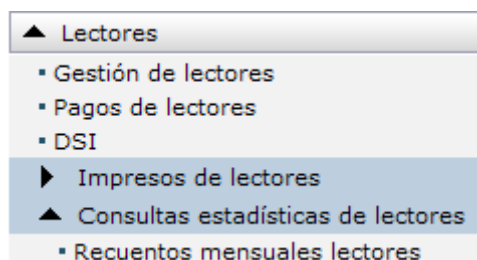 Lectores
Gestión de lectores
Pagos de lectores
DSI
Impresos de lectores
Consultas estadísticas de lectores
Recuentos mensuales lectores